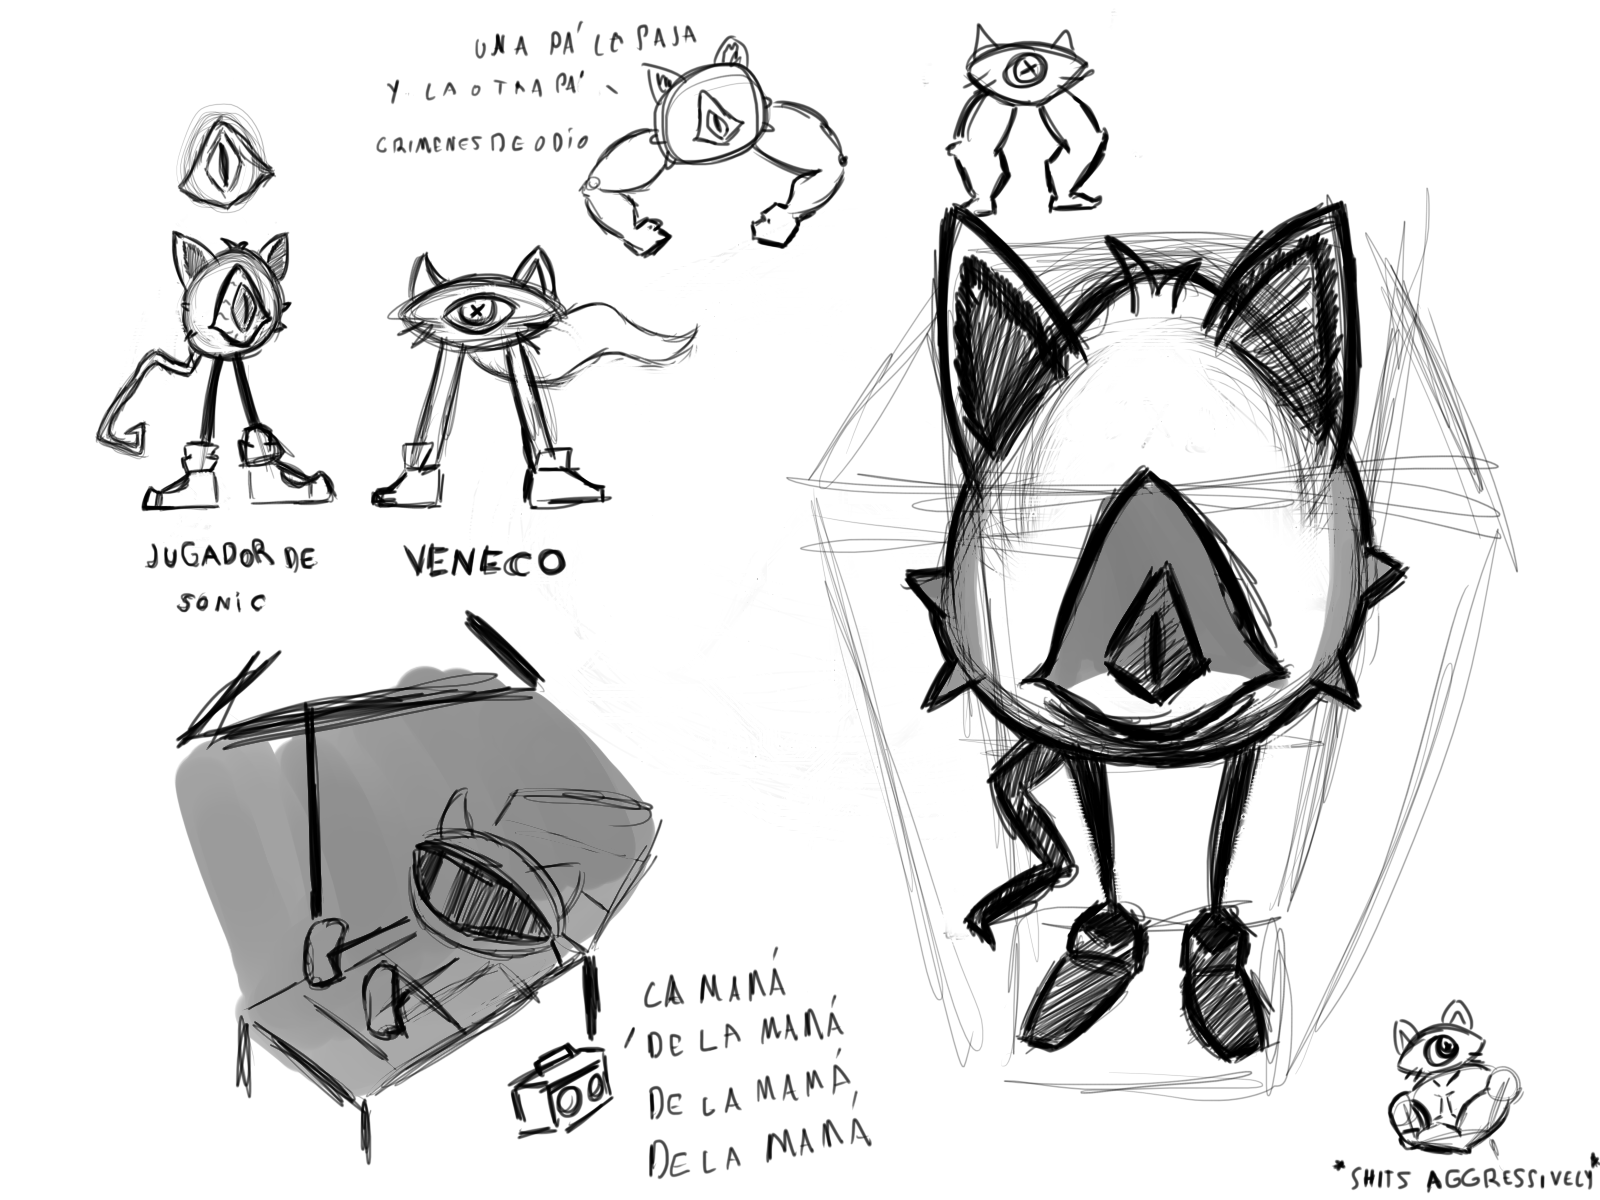 UNA PA' LA PAJA
Y LA OTRA PA'
CRIMENES DE ODIO
JUGADOR DE
SONIC
VENECO
LA MAMÁ
DE LA MAMÁ
DE LA MAMÁ
DE LA MAMÁ
*SHITS AGGRESSIVELY*